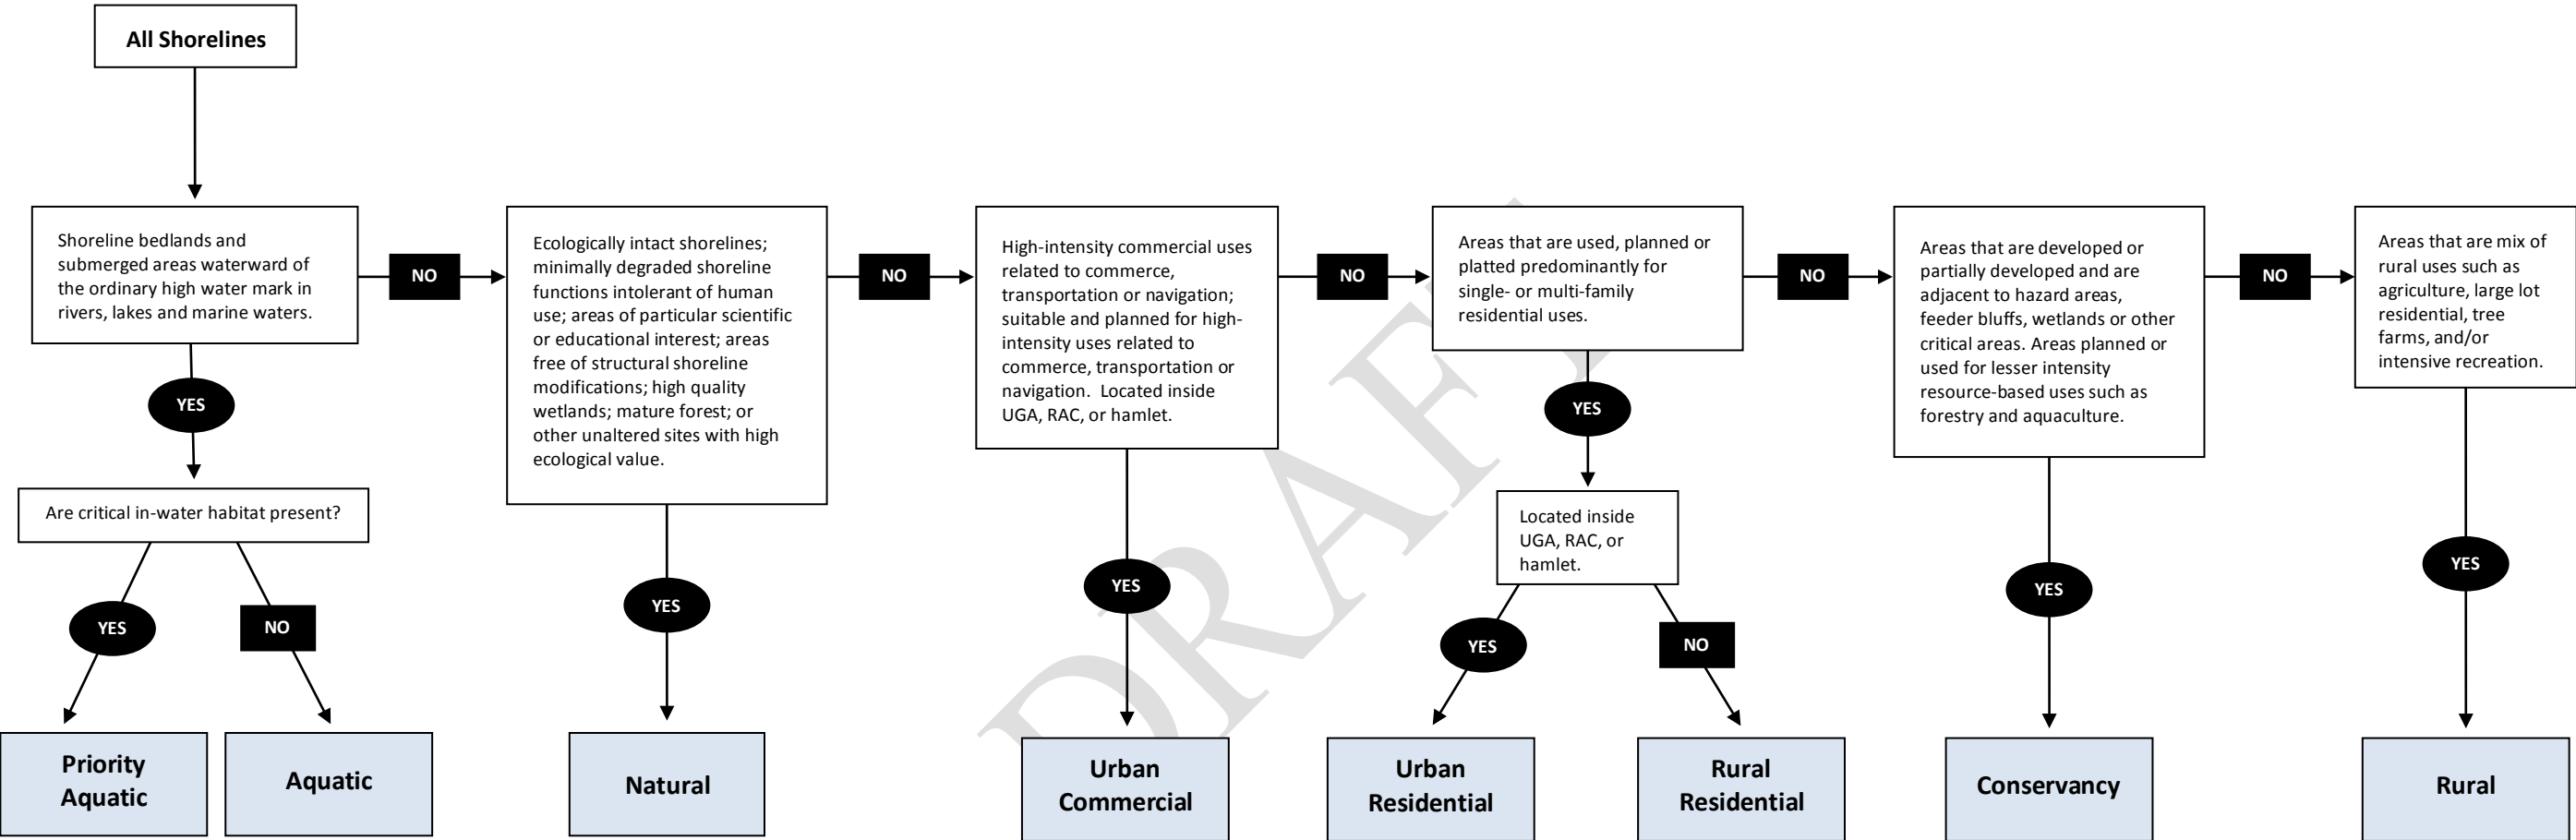 All Shorelines
Shoreline bedlands and
submerged areas waterward of
the ordinary high water mark in
rivers, lakes and marine waters.
NO
Ecologically intact shorelines;
minimally degraded shoreline
functions intolerant of human
use; areas of particular scientific
or educational interest; areas
free of structural shoreline
modifications; high quality
wetlands; mature forest; or
other unaltered sites with high
ecological value.
NO
High-intensity commercial uses
related to commerce,
transportation or navigation;
suitable and planned for high-
intensity uses related to
commerce, transportation or
navigation.  Located inside
UGA, RAC, or hamlet.
NO
Areas that are used, planned or
platted predominantly for
single- or multi-family
residential uses.
NO
Areas that are developed or
partially developed and are
adjacent to hazard areas,
feeder bluffs, wetlands or other
critical areas. Areas planned or
used for lesser intensity
resource-based uses such as
forestry and aquaculture.
NO
Areas that are mix of
rural uses such as
agriculture, large lot
residential, tree
farms, and/or
intensive recreation.
YES
Are critical in-water habitat present?
YES
NO
YES
YES
YES
Located inside
UGA, RAC, or
hamlet.
YES
NO
YES
YES
Priority
Aquatic
Aquatic
Natural
Urban
Commercial
Urban
Residential
Rural
Residential
Conservancy
Rural
DRAFT